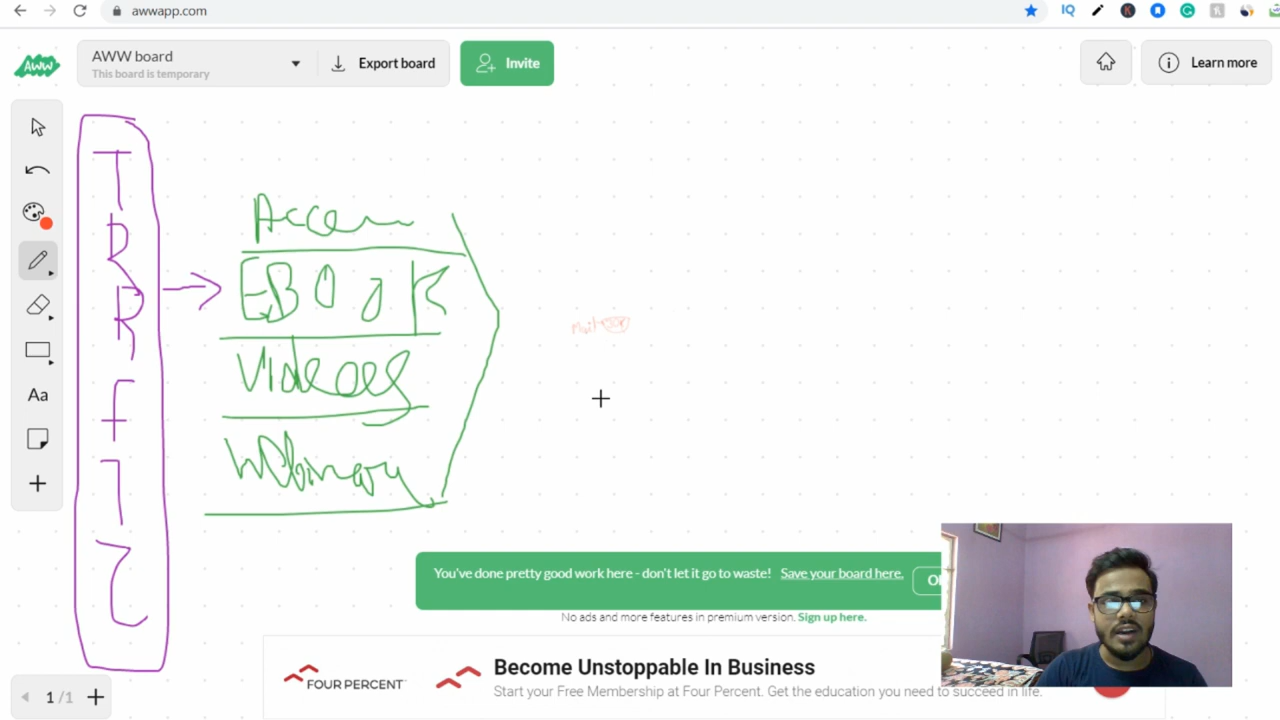 awwapp.com
AWW
AWW board
This board is temporary
Export board
Invite
Learn more
T
R
R
f
T
Z
EBOOK
Videoes
Aa
Mail
You've done pretty good work here - don't let it go to waste! Save your board here.
No ads and more features in premium version. Sign up here.
FOUR PERCENT
Become Unstoppable In Business
Start your Free Membership at Four Percent. Get the education you need to succeed in life.
1 /1